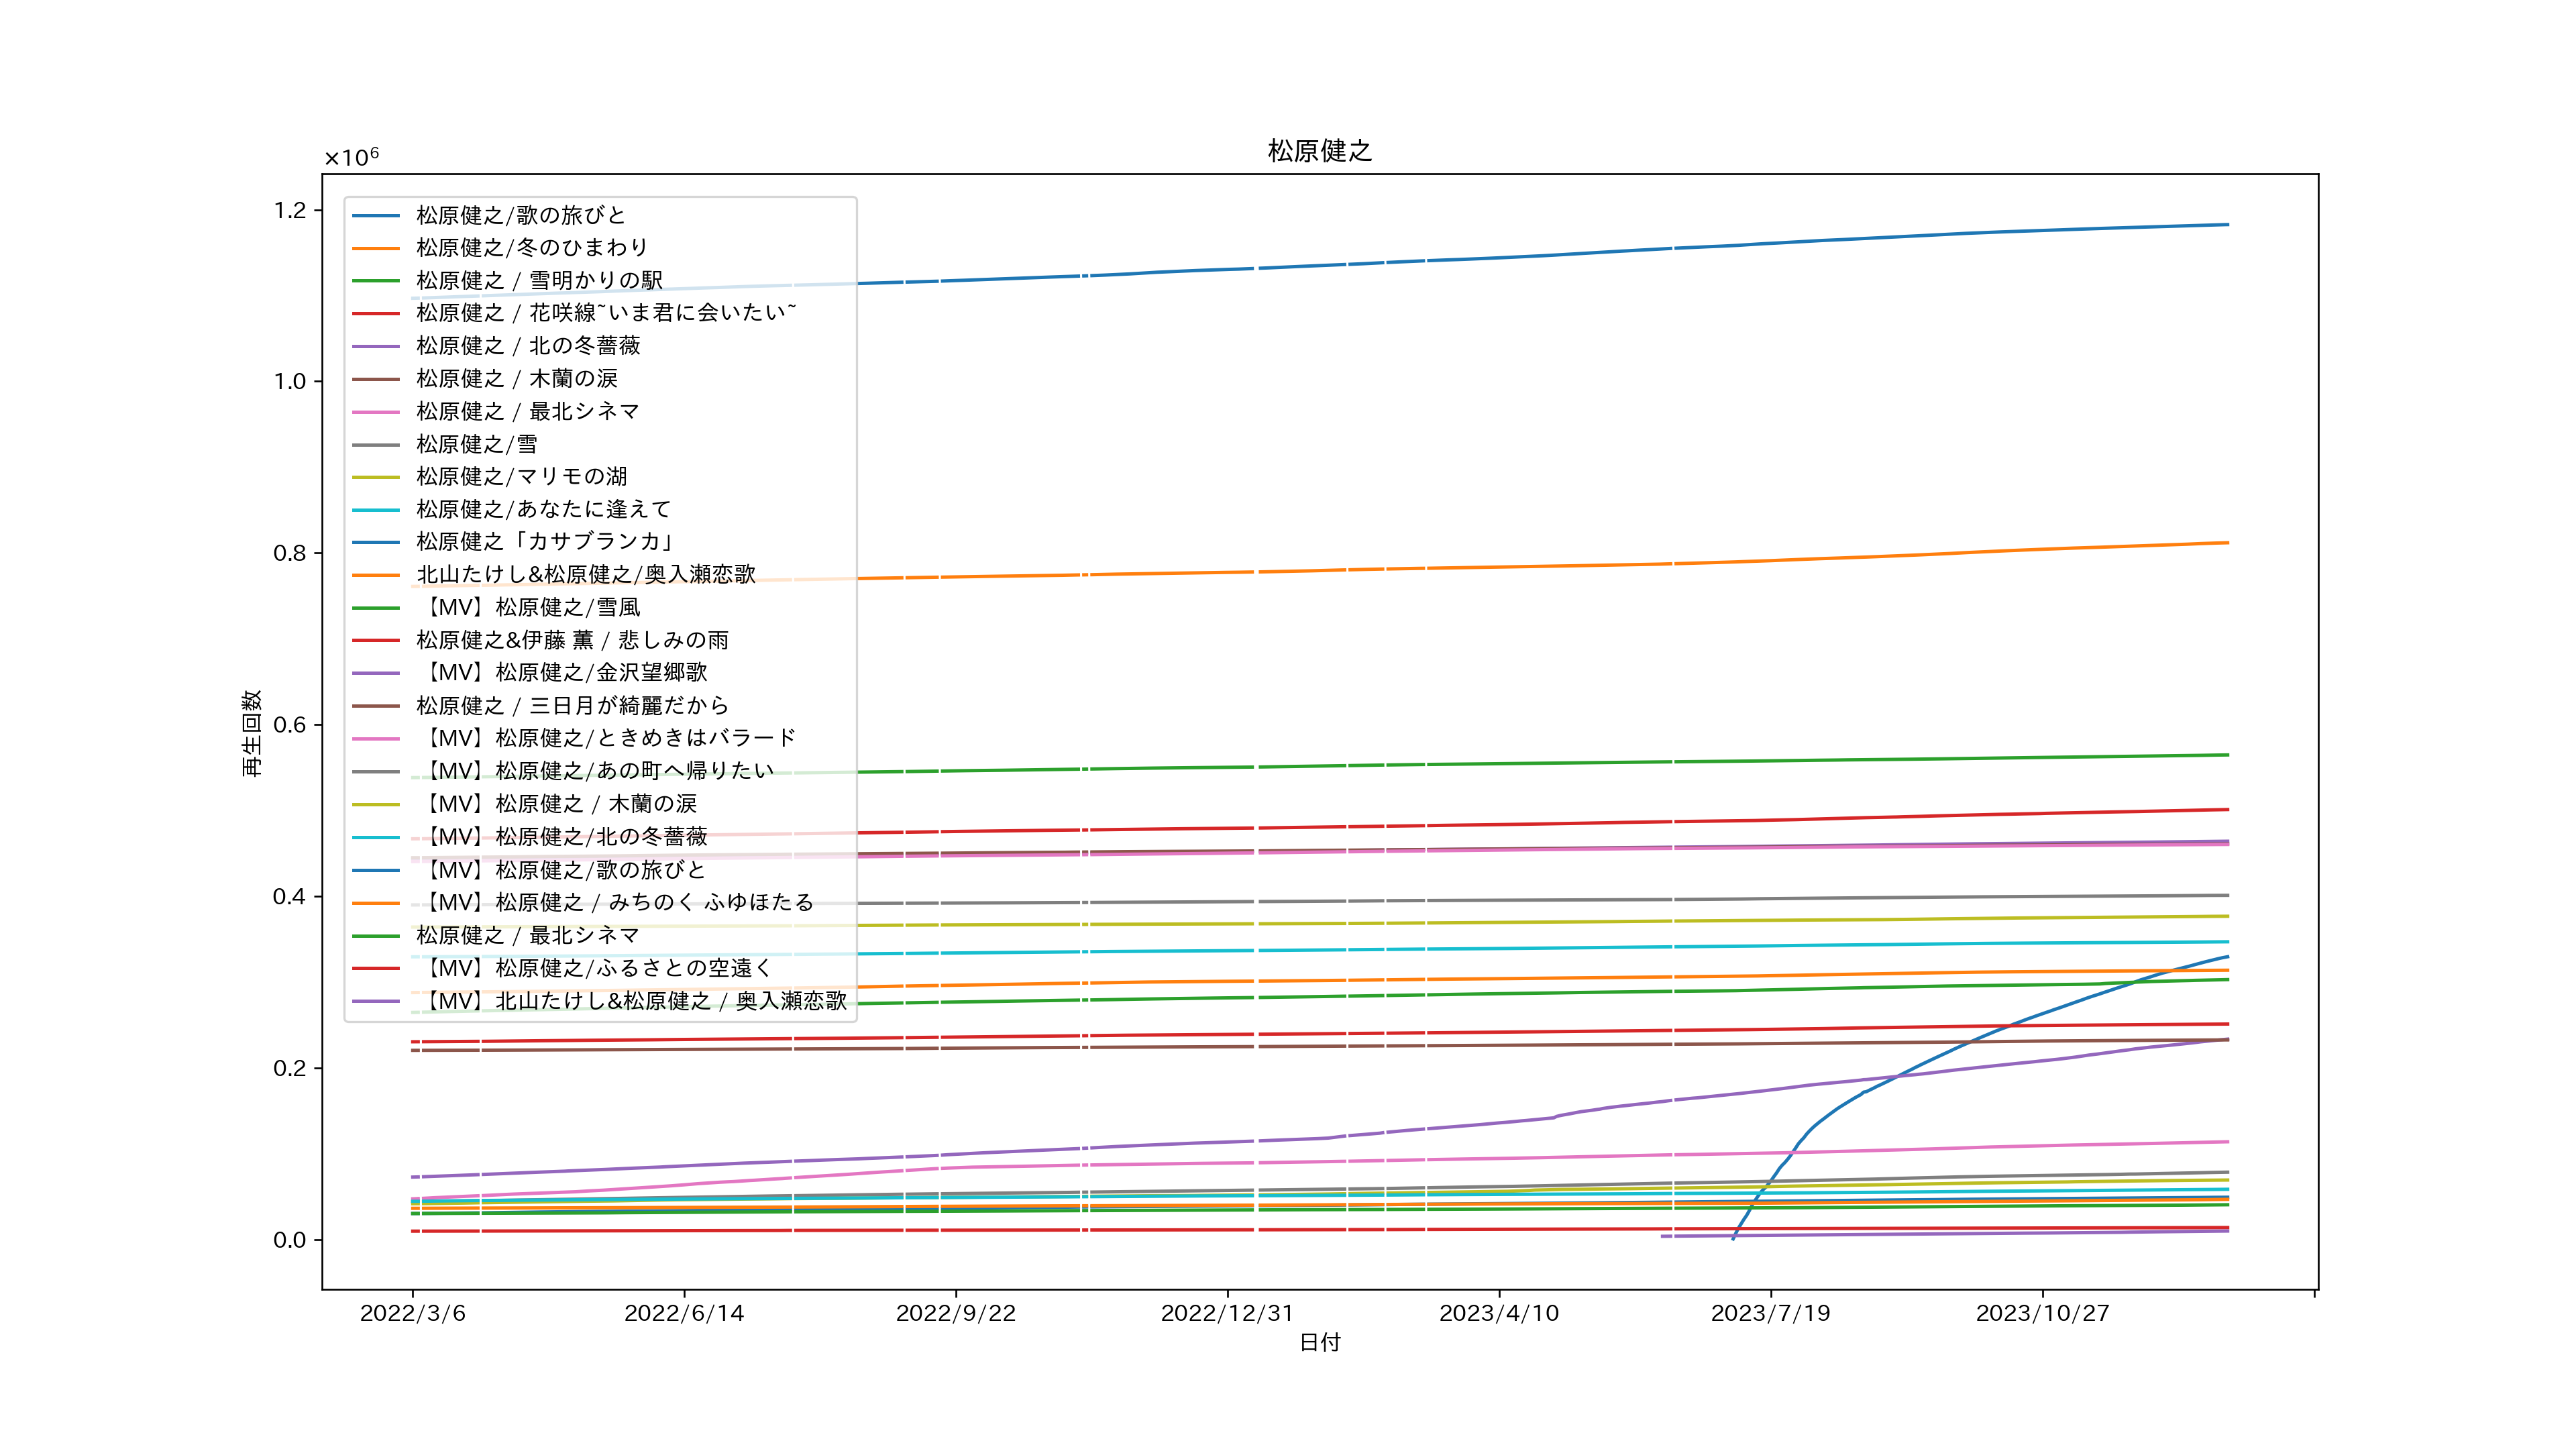 松原健之
×10⁶
1.2
1.0
0.8
0.6
0.4
0.2
0.0
再生回数
松原健之/歌の旅びと
松原健之/冬のひまわり
松原健之 / 雪明かりの駅
松原健之 / 花咲線~いま君に会いたい~
松原健之 / 北の冬薔薇
松原健之 / 木蘭の涙
松原健之 / 最北シネマ
松原健之/雪
松原健之/マリモの湖
松原健之/あなたに逢えて
松原健之「カサブランカ」
北山たけし&松原健之/奥入瀬恋歌
【MV】松原健之/雪風
松原健之&伊藤 薫 / 悲しみの雨
【MV】松原健之/金沢望郷歌
松原健之 / 三日月が綺麗だから
【MV】松原健之/ときめきはバラード
【MV】松原健之/あの町へ帰りたい
【MV】松原健之 / 木蘭の涙
【MV】松原健之/北の冬薔薇
【MV】松原健之/歌の旅びと
【MV】松原健之 / みちのく ふゆほたる
松原健之 / 最北シネマ
【MV】松原健之/ふるさとの空遠く
【MV】北山たけし&松原健之 / 奥入瀬恋歌
2022/3/6 2022/6/14 2022/9/22 2022/12/31 2023/4/10 2023/7/19 2023/10/27
日付